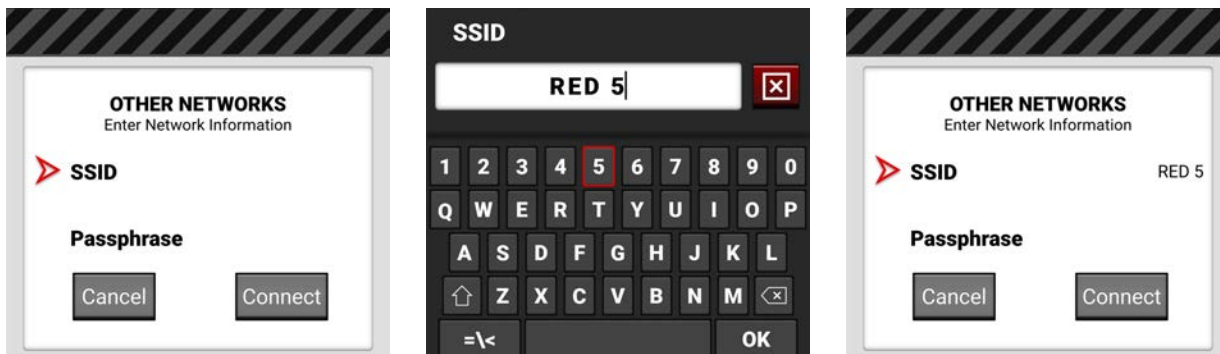 OTHER NETWORKS
Enter Network Information
SSID
Passphrase
Cancel Connect
SSID
RED 5
1 2 3 4 5 6 7 8 9 0
Q W E R T Y U I O P
A S D F G H J K L
Z X C V B N M
=\< OK
OTHER NETWORKS
Enter Network Information
SSID RED 5
Passphrase
Cancel Connect